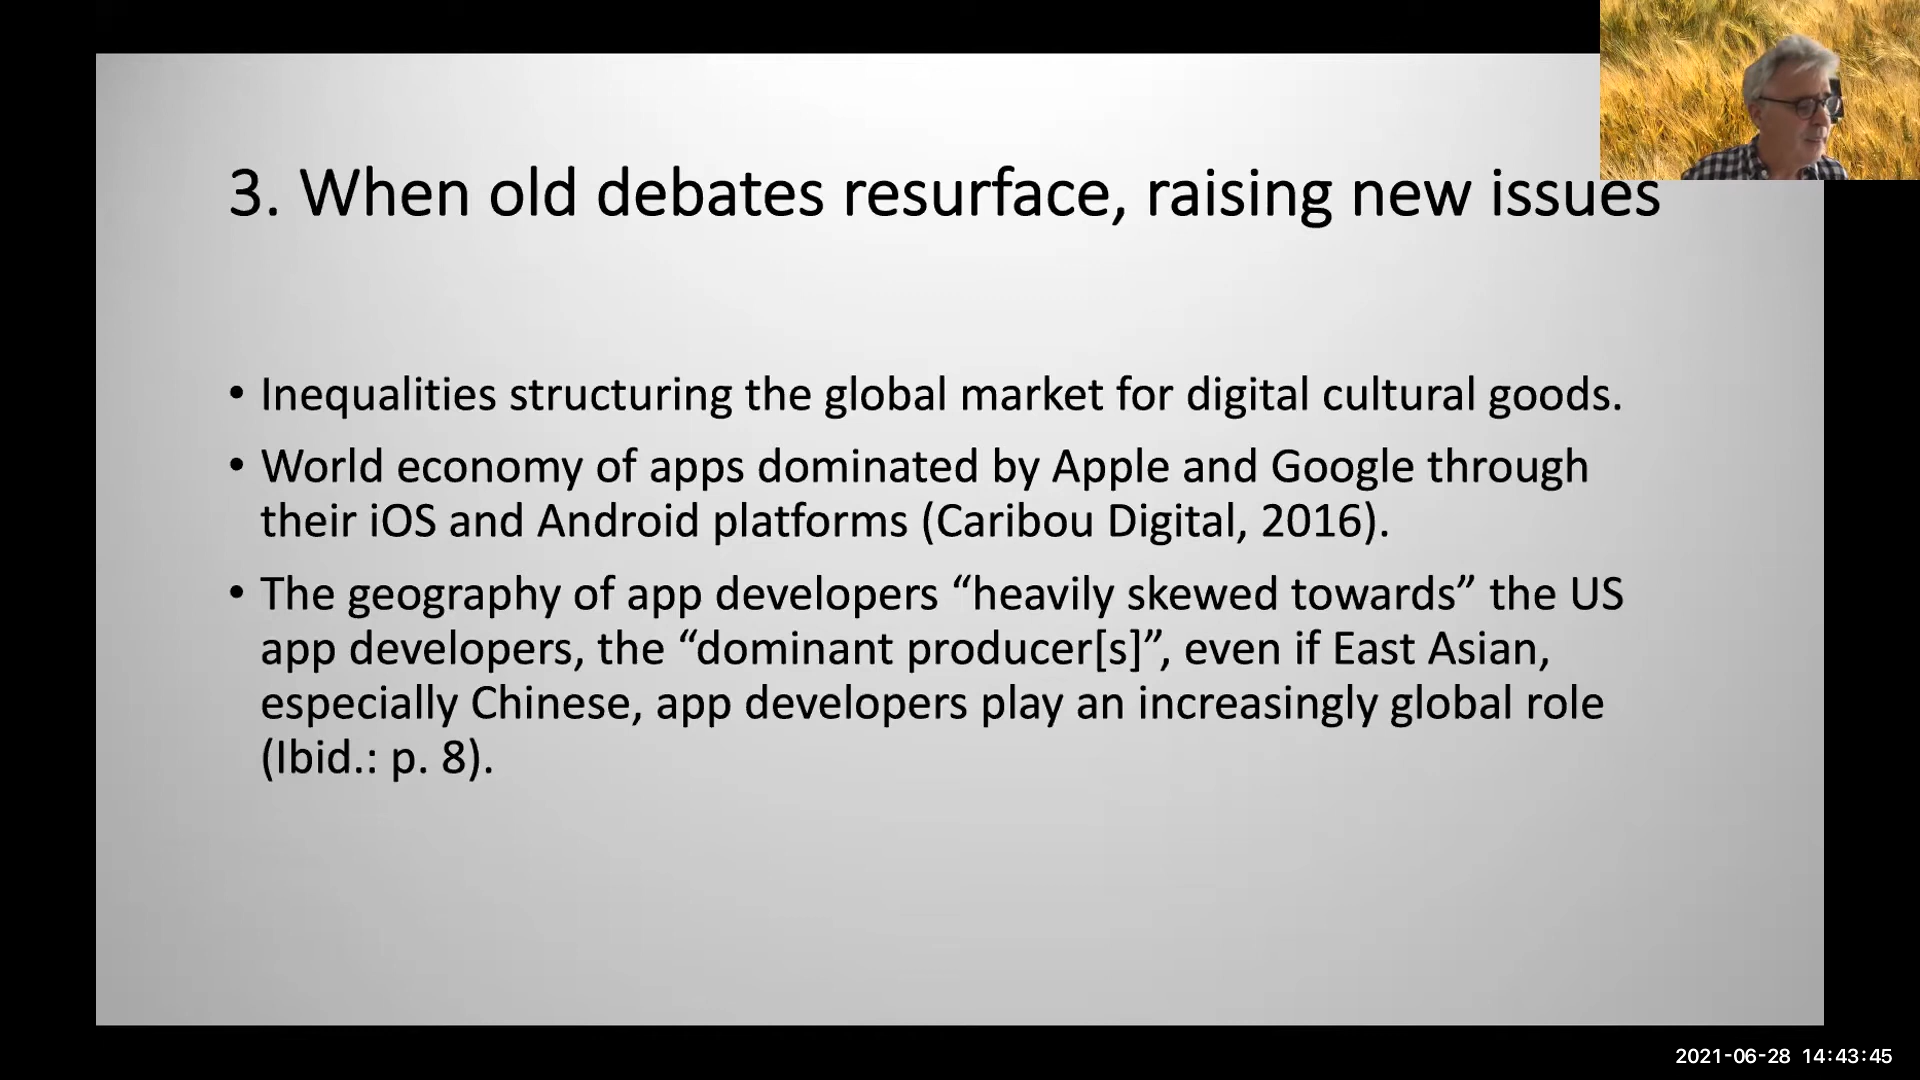 3. When old debates resurface, raising new issues
• Inequalities structuring the global market for digital cultural goods.
• World economy of apps dominated by Apple and Google through
their iOS and Android platforms (Caribou Digital, 2016).
• The geography of app developers “heavily skewed towards” the US
app developers, the “dominant producer[s]”, even if East Asian,
especially Chinese, app developers play an increasingly global role
(Ibid.: p. 8).
2021-06-28 14:43:45